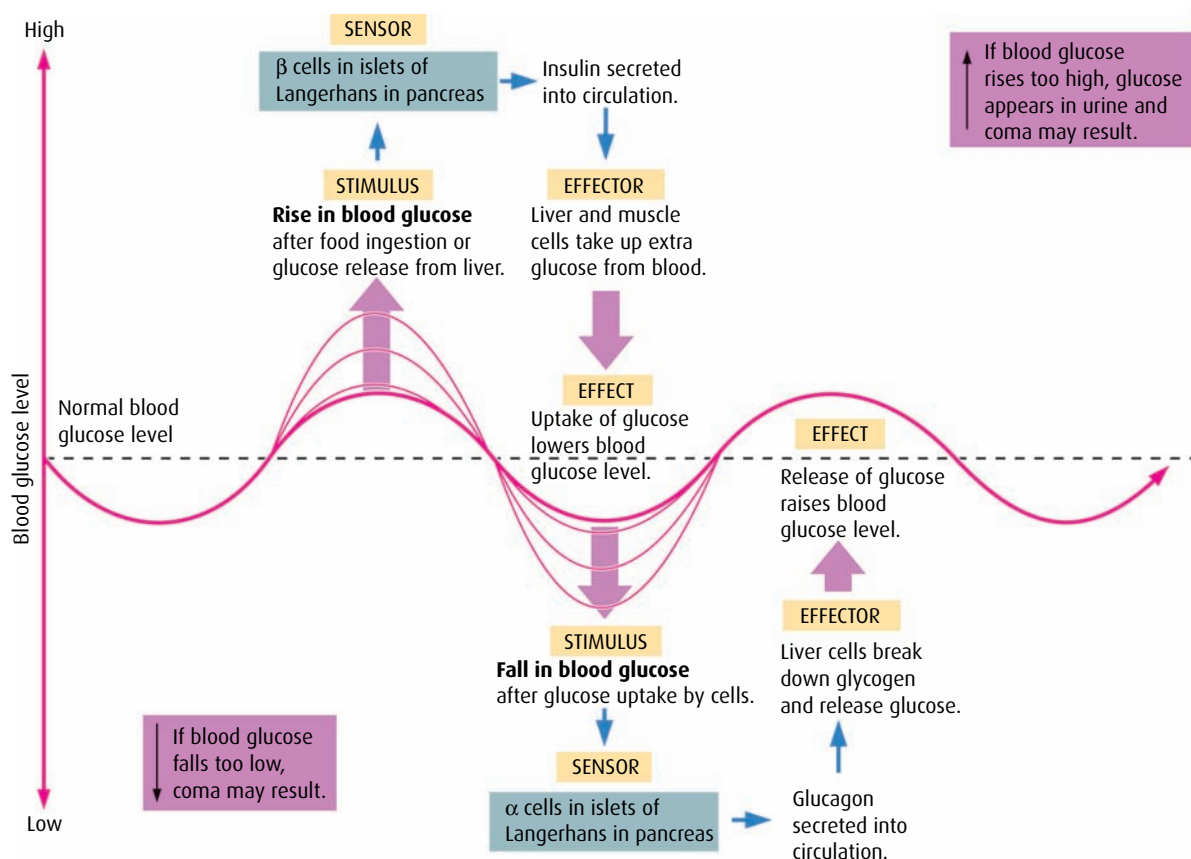 High
SENSOR
β cells in islets of
Langerhans in pancreas
Insulin secreted
into circulation.
If blood glucose
rises too high, glucose
appears in urine and
coma may result.
STIMULUS
Rise in blood glucose
after food ingestion or
glucose release from liver.
EFFECTOR
Liver and muscle
cells take up extra
glucose from blood.
Blood glucose level
Normal blood
glucose level
EFFECT
Uptake of glucose
lowers blood
glucose level.
EFFECT
Release of glucose
raises blood
glucose level.
STIMULUS
Fall in blood glucose
after glucose uptake by cells.
EFFECTOR
Liver cells break
down glycogen
and release glucose.
If blood glucose
falls too low,
coma may result.
Low
SENSOR
α cells in islets of
Langerhans in pancreas
Glucagon
secreted into
circulation.